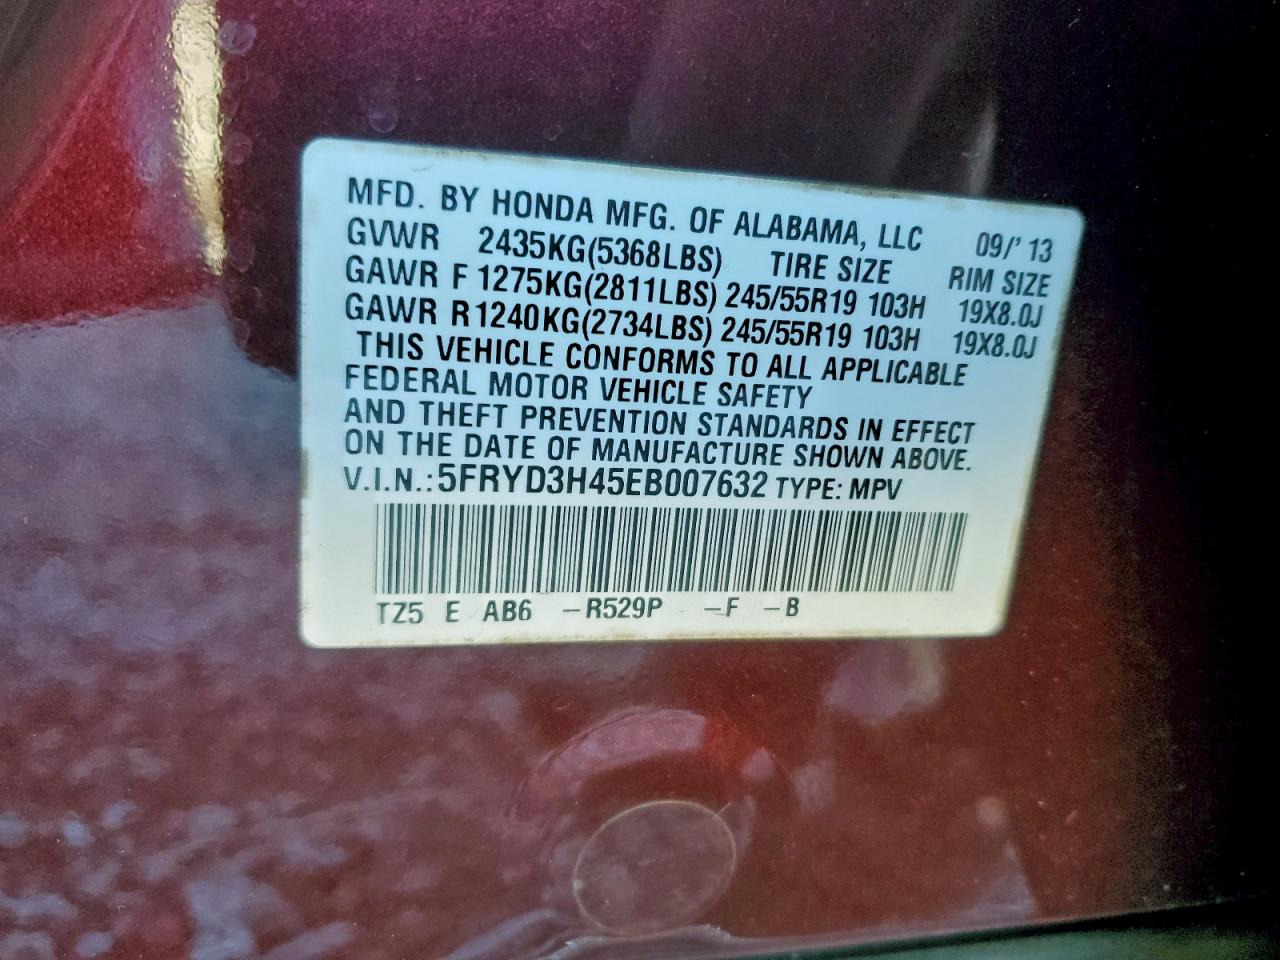 MFD. BY HONDA MFG. OF ALABAMA, LLC 09/' 13
GVWR 2435KG(5368LBS) TIRE SIZE RIM SIZE
GAWR F 1275KG(2811LBS) 245/55R19 103H 19X8.0J
GAWR R 1240KG(2734LBS) 245/55R19 103H 19X8.0J
THIS VEHICLE CONFORMS TO ALL APPLICABLE
FEDERAL MOTOR VEHICLE SAFETY
AND THEFT PREVENTION STANDARDS IN EFFECT
ON THE DATE OF MANUFACTURE SHOWN ABOVE.
V.I.N.: 5FRYD3H45EB007632 TYPE: MPV
TZ5 E AB6 -R529P -F -B